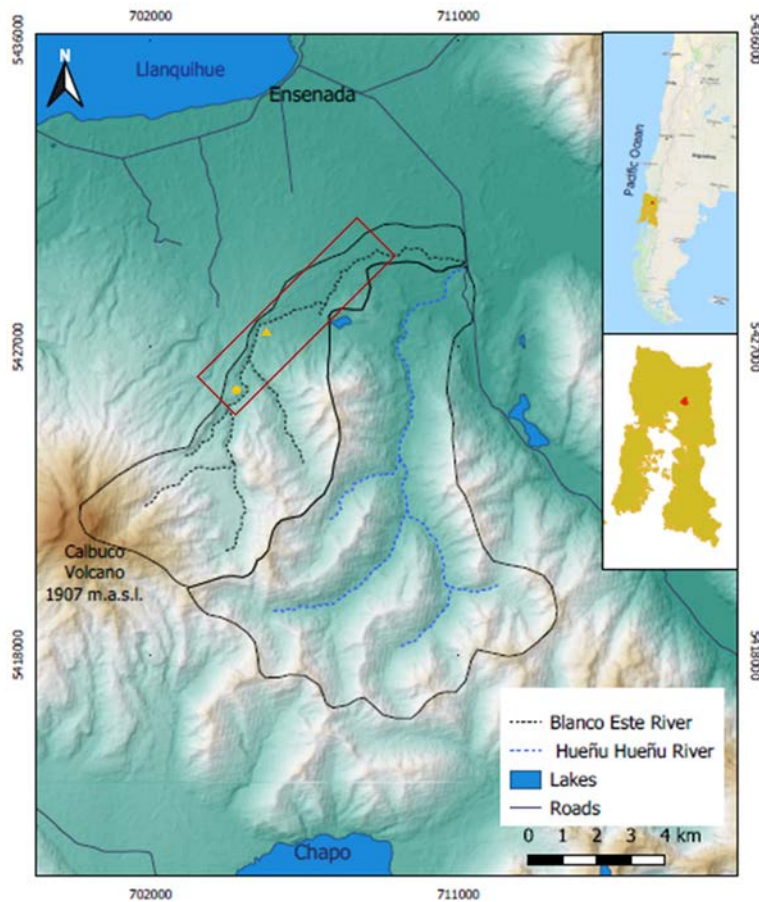 702000
711000
5436000
5436000
N
Llanquihue
Ensenada
Pacific Ocean
5427000
5427000
Calbuco
Volcano
1907 m.a.s.l.
5418000
5418000
Blanco Este River
Hueñu Hueñu River
Lakes
Roads
0 1 2 3 4 km
Chapo
702000
711000